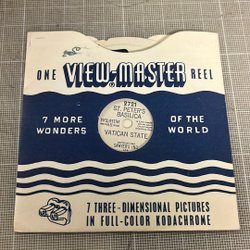 ONE VIEW-MASTER REEL
2721
ST. PETER'S
BASILICA
VATICAN STATE
7 MORE
WONDERS
OF THE
WORLD
7 THREE-DIMENSIONAL PICTURES
IN FULL-COLOR KODACHROME